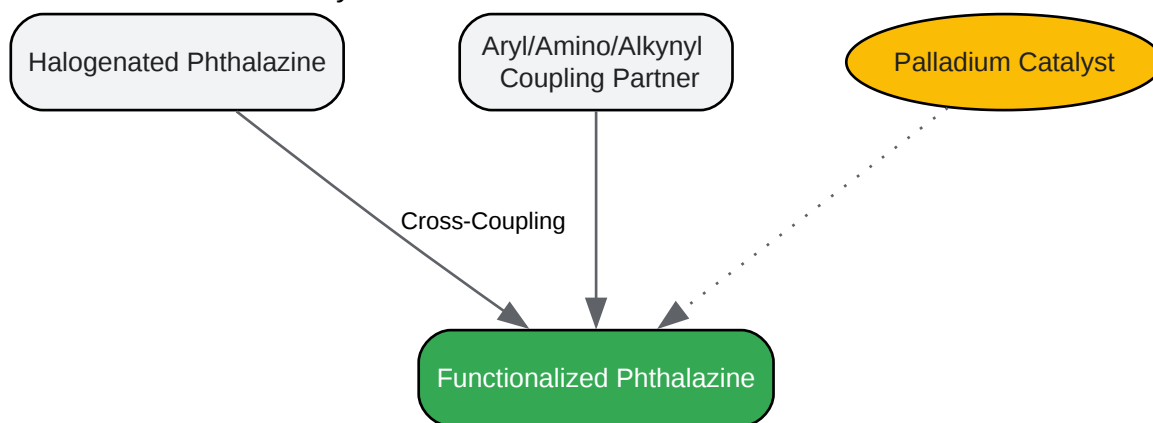 Halogenated Phthalazine
Aryl/Amino/Alkynyl
Coupling Partner
Palladium Catalyst
Cross-Coupling
Functionalized Phthalazine